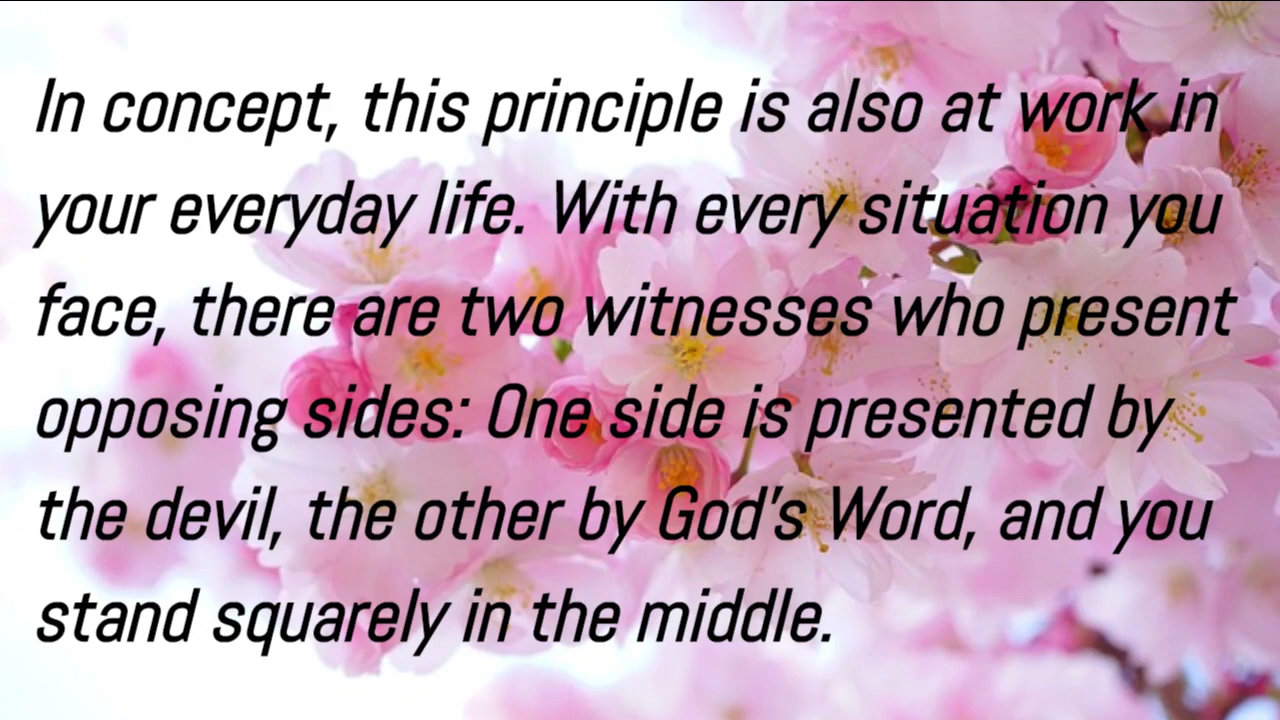 In concept, this principle is also at work in
your everyday life. With every situation you
face, there are two witnesses who present
opposing sides: One side is presented by
the devil, the other by God's Word, and you
stand squarely in the middle.